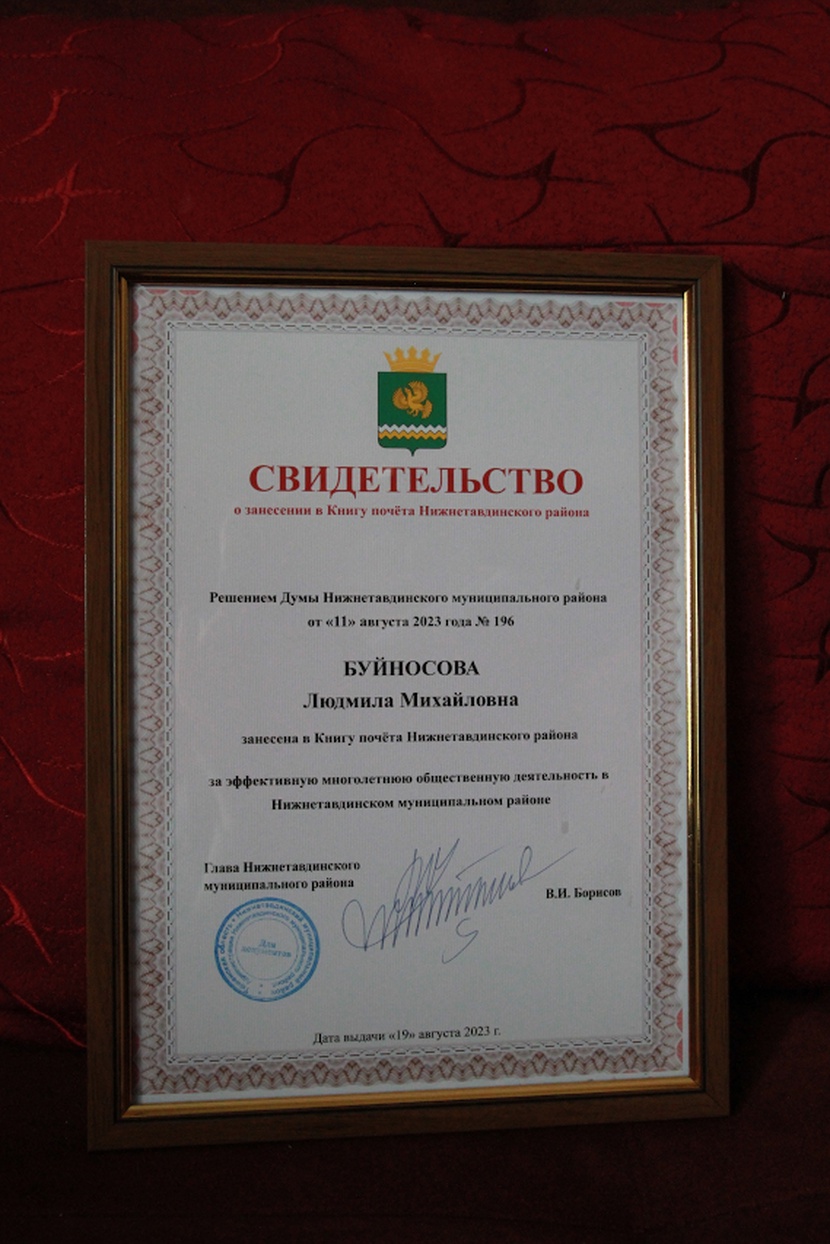 СВИДЕТЕЛЬСТВО
о занесении в Книгу почёта Нижнетавдинского района
Решением Думы Нижнетавдинского муниципального района
от «11» августа 2023 года № 196
БУЙНОСОВА
Людмила Михайловна
занесена в Книгу почёта Нижнетавдинского района
за эффективную многолетнюю общественную деятельность в
Нижнетавдинском муниципальном районе
Глава Нижнетавдинского
муниципального района
В.И. Борисов
Для
документов
Дата выдачи «19» августа 2023 г.